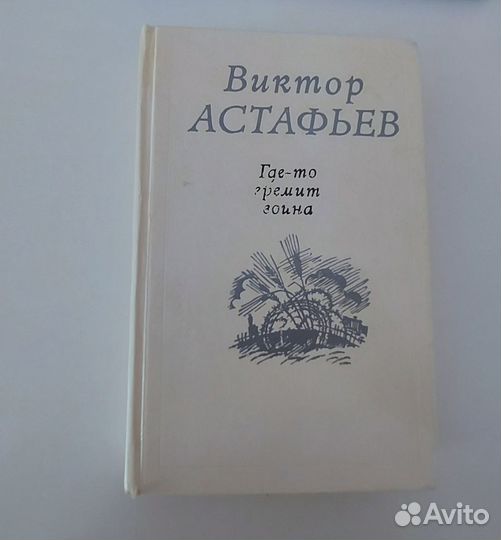 Виктор
АСТАФЬЕВ
Где-то
гремит
война
Avito